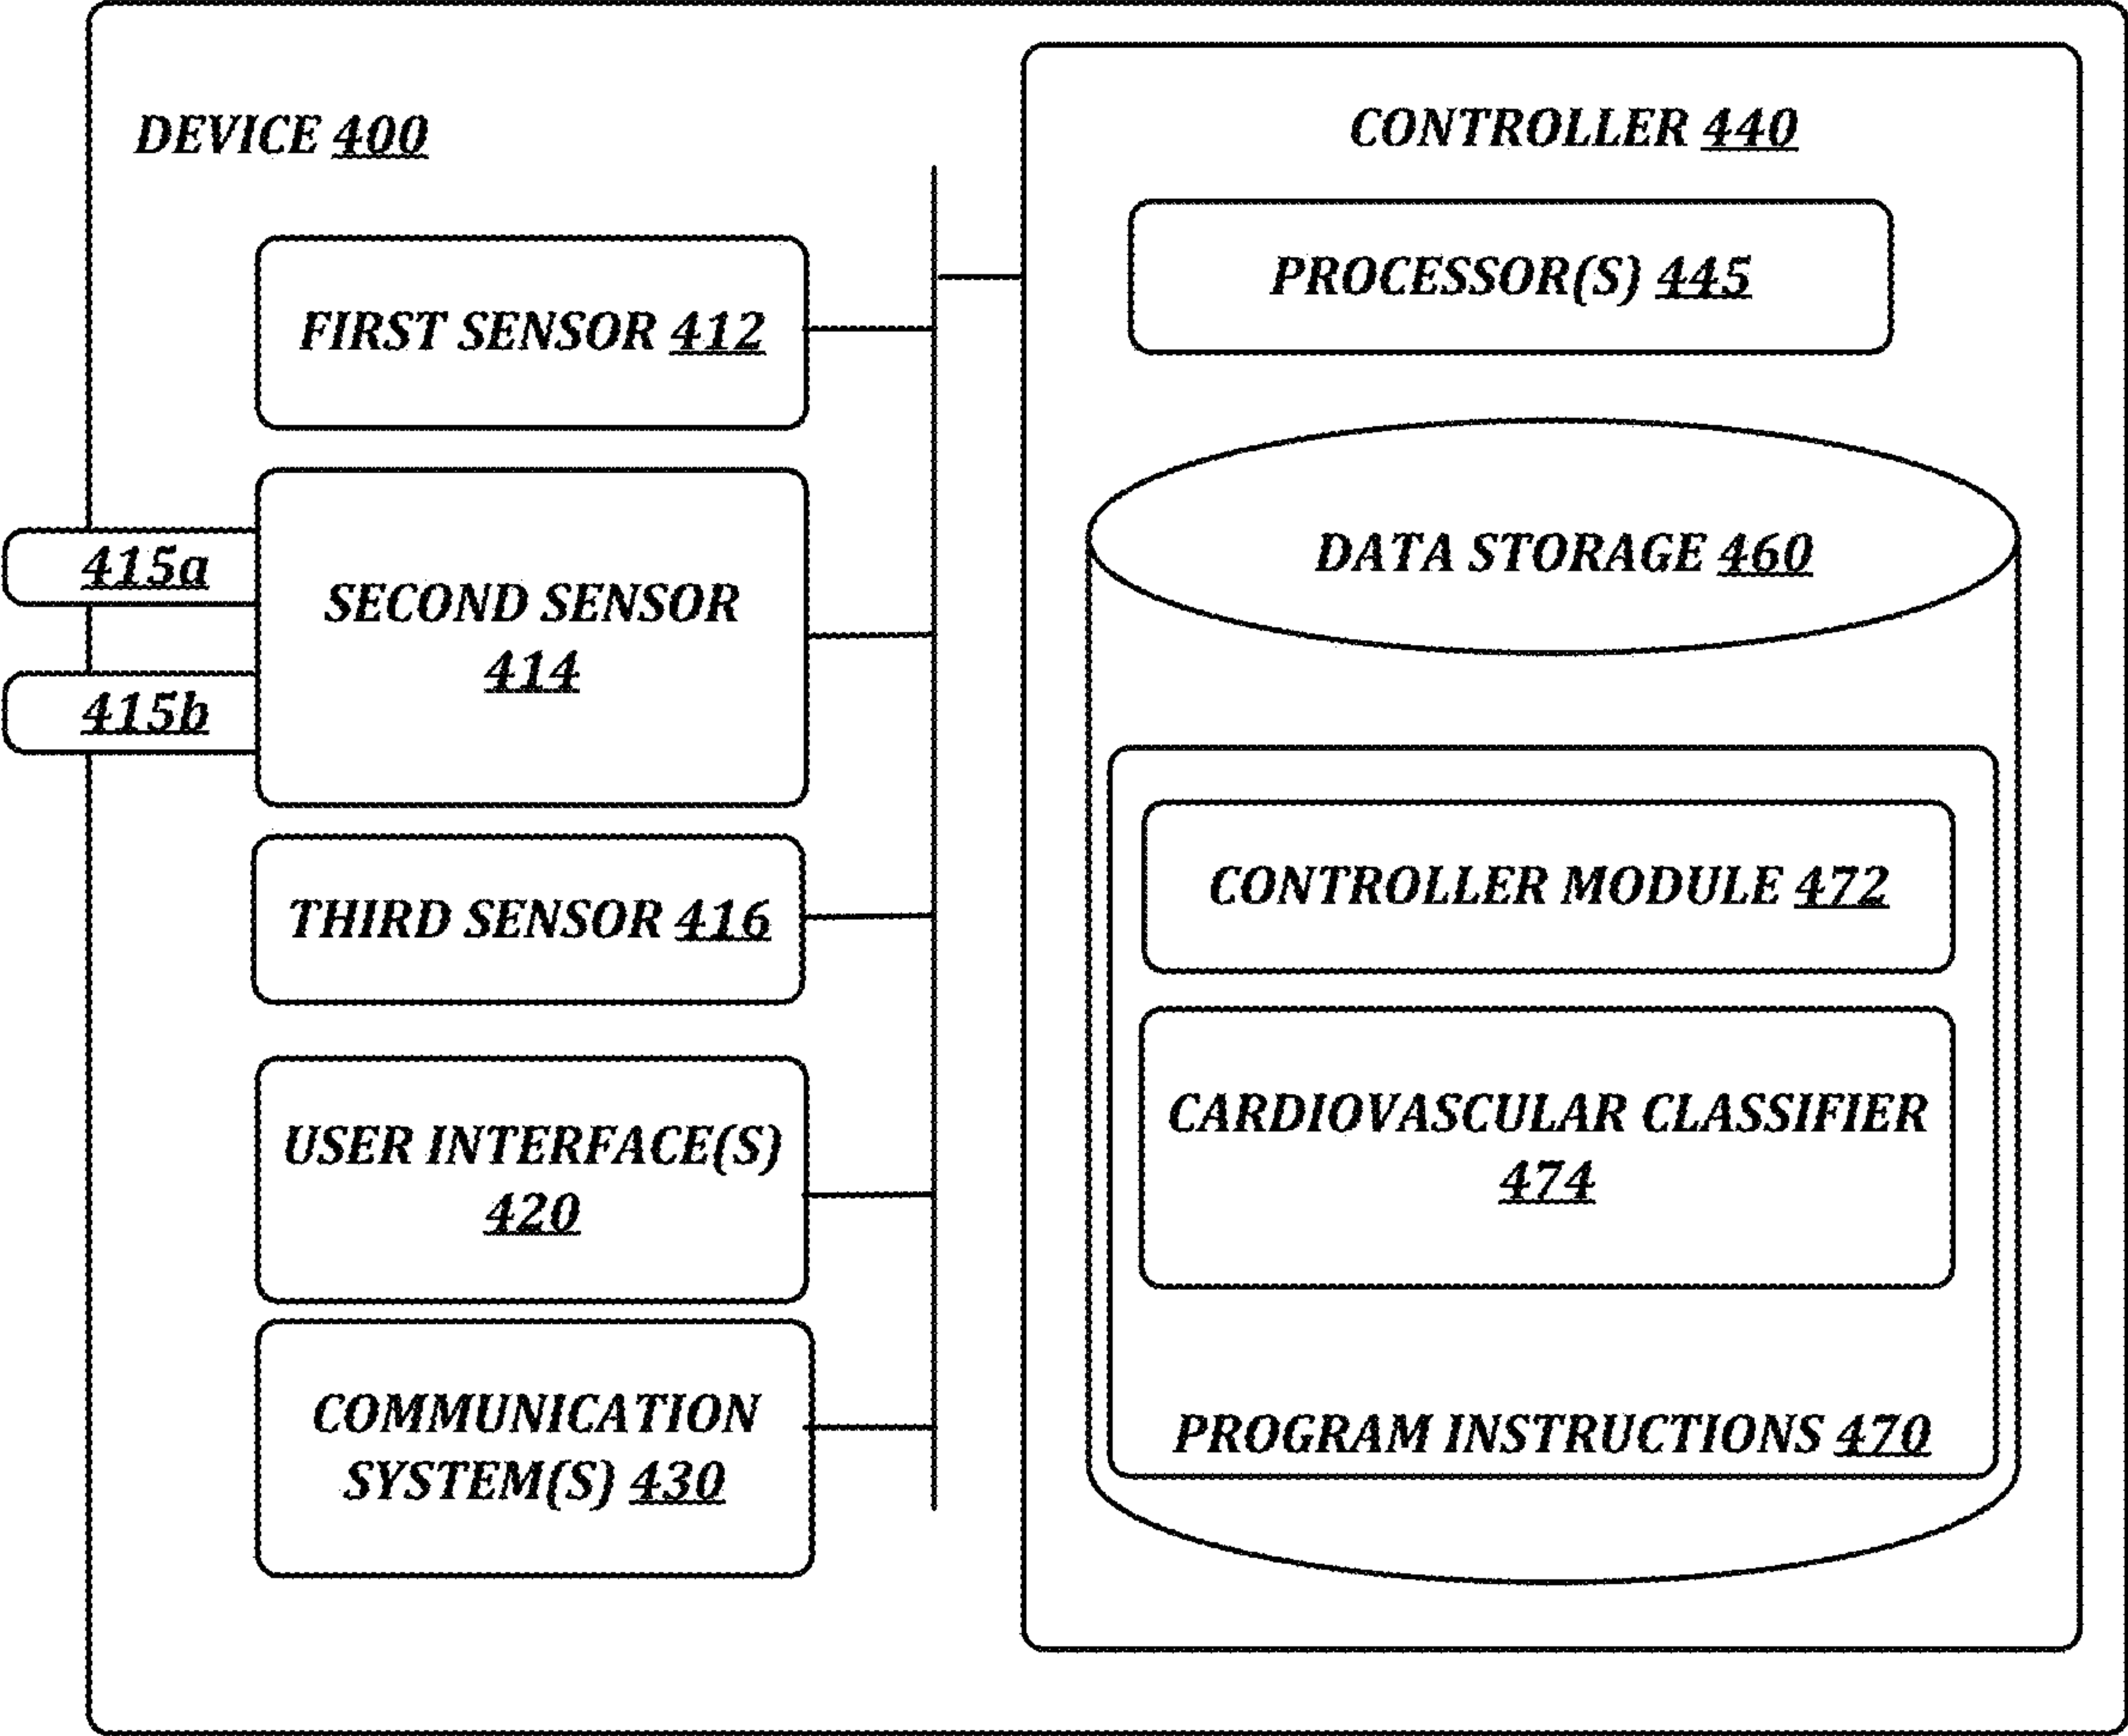 DEVICE 400
FIRST SENSOR 412
415a
415b
SECOND SENSOR
414
THIRD SENSOR 416
USER INTERFACE(S)
420
COMMUNICATION
SYSTEM(S) 430
CONTROLLER 440
PROCESSOR(S) 445
DATA STORAGE 460
CONTROLLER MODULE 472
CARDIOVASCULAR CLASSIFIER
474
PROGRAM INSTRUCTIONS 470